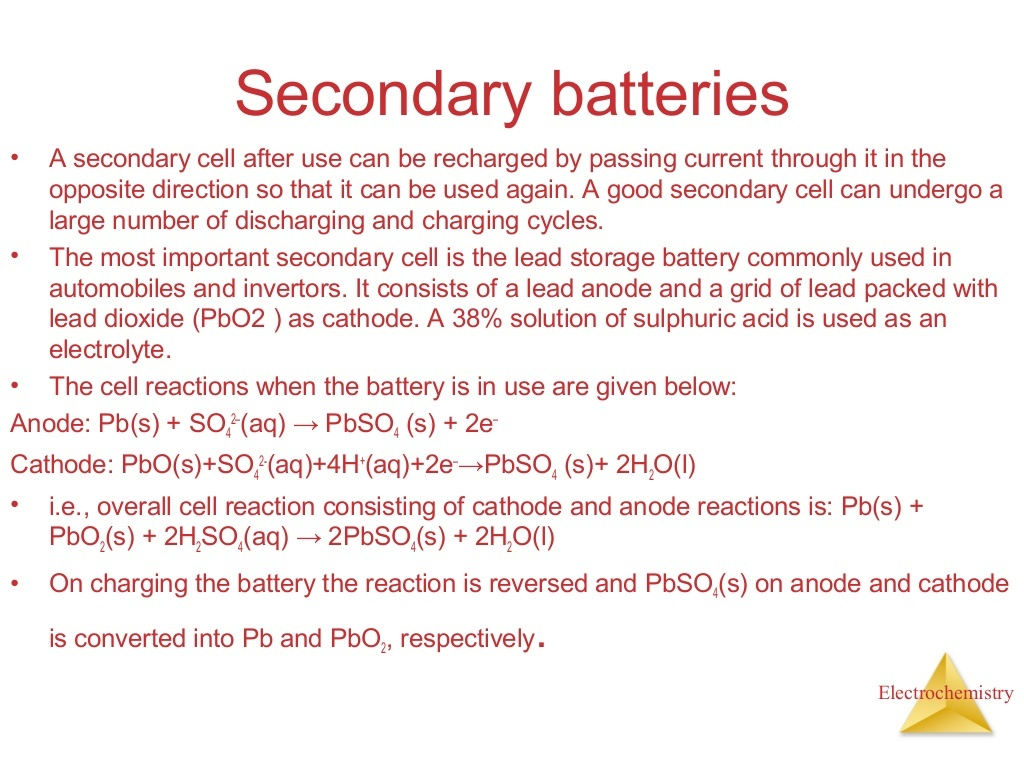 Secondary batteries
• A secondary cell after use can be recharged by passing current through it in the
opposite direction so that it can be used again. A good secondary cell can undergo a
large number of discharging and charging cycles.
• The most important secondary cell is the lead storage battery commonly used in
automobiles and invertors. It consists of a lead anode and a grid of lead packed with
lead dioxide (PbO2 ) as cathode. A 38% solution of sulphuric acid is used as an
electrolyte.
• The cell reactions when the battery is in use are given below:
Anode: Pb(s) + SO₄²⁻(aq) → PbSO₄ (s) + 2e⁻
Cathode: PbO(s)+SO₄²⁻(aq)+4H⁺(aq)+2e⁻→PbSO₄ (s)+ 2H₂O(l)
• i.e., overall cell reaction consisting of cathode and anode reactions is: Pb(s) +
PbO₂(s) + 2H₂SO₄(aq) → 2PbSO₄(s) + 2H₂O(l)
• On charging the battery the reaction is reversed and PbSO₄(s) on anode and cathode
is converted into Pb and PbO₂, respectively.
Electrochemistry